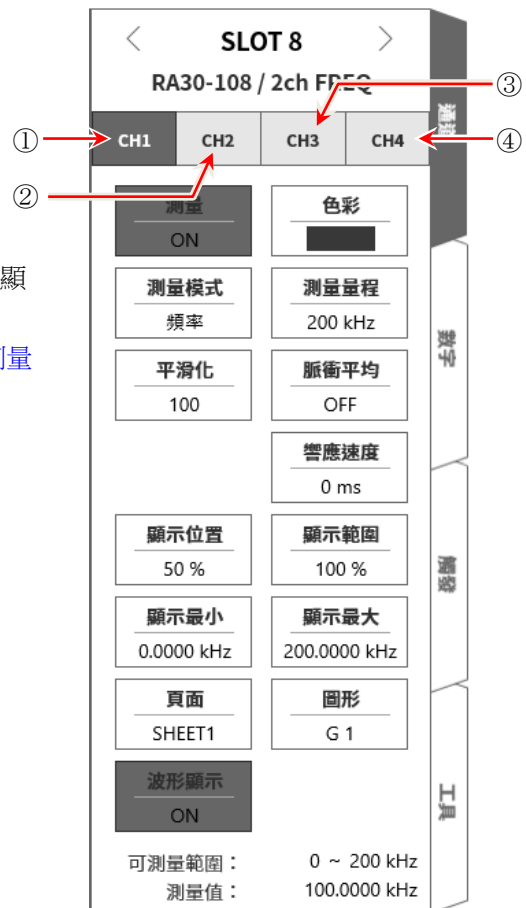 < SLOT 8 >
RA30-108 / 2ch FREQ
③
① CH1 CH2 CH3 CH4 ④
②
測量 色彩
ON
顯
測量模式 測量量程
頻率 200 kHz
測量
平滑化 脈衝平均
100 OFF
響應速度
0 ms
顯示位置 顯示範圍
50 % 100 %
顯示最小 顯示最大
0.0000 kHz 200.0000 kHz
頁面 圖形
SHEET1 G 1
波形顯示
ON
可測量範圍： 0 ~ 200 kHz
測量值： 100.0000 kHz
通道
數字
觸發
工具